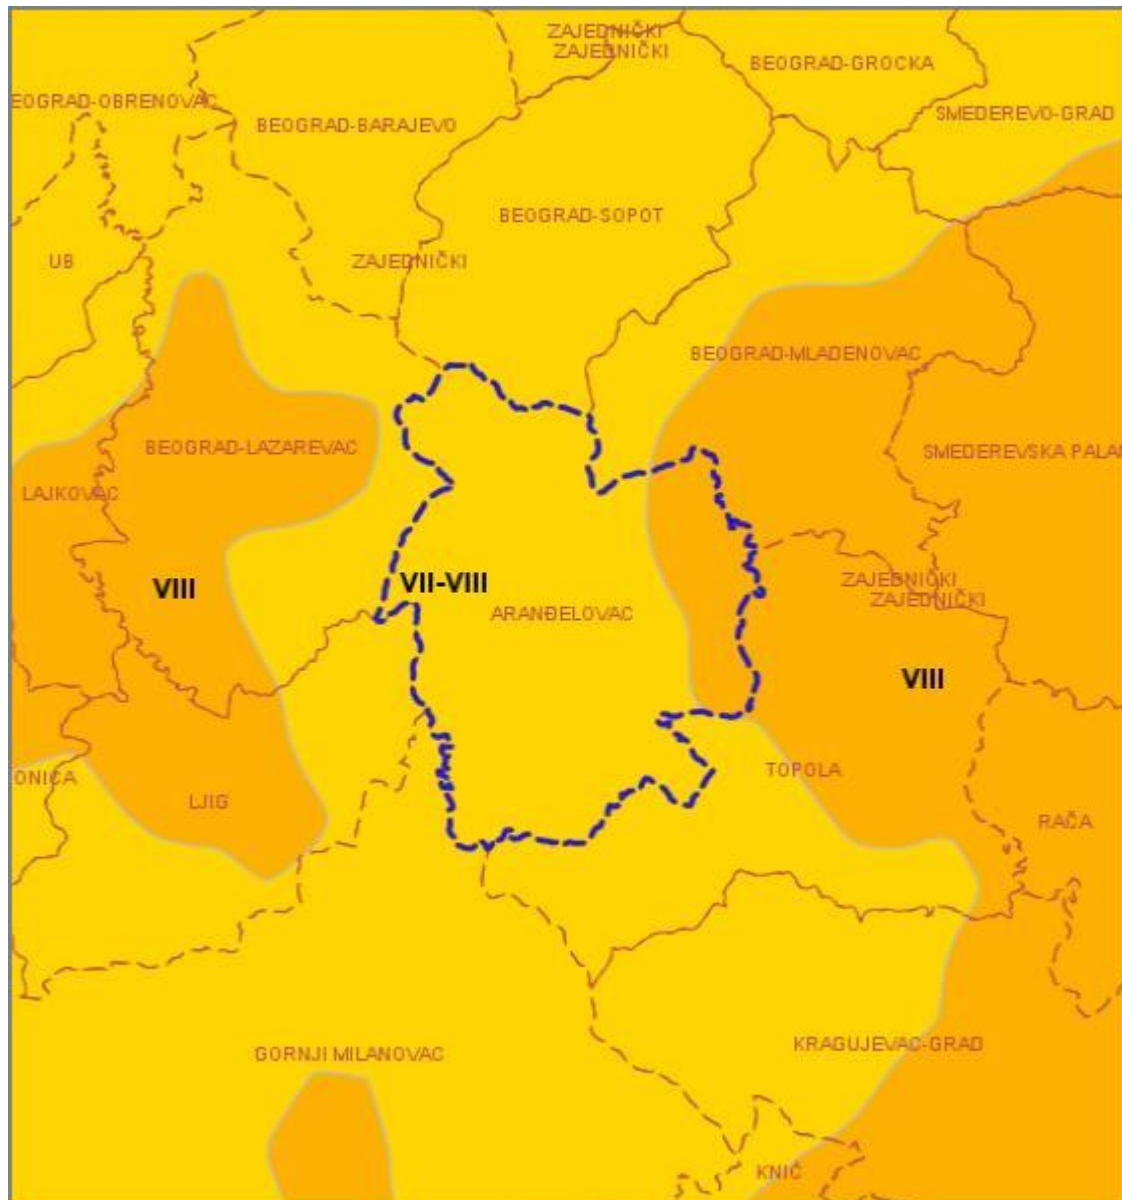 ZAJEDNIČKI
ZAJEDNIČKI
BEOGRAD-GROCKA
EOGRAD-OBRENOVAC
SMEDEREVO-GRAD
BEOGRAD-BARAJEVO
BEOGRAD-SOPOT
UB
ZAJEDNIČKI
BEOGRAD-MLADENOVAC
BEOGRAD-LAZAREVAC
SMEDEREVSKA PALAN
LAJKOVAC
VIII
VII-VIII
ZAJEDNIČKI
ZAJEDNIČKI
ARANĐELOVAC
VIII
TOPOLA
ONICA
LJIG
RAČA
KRAGUJEVAC-GRAD
GORNJI MILANOVAC
KNIĆ